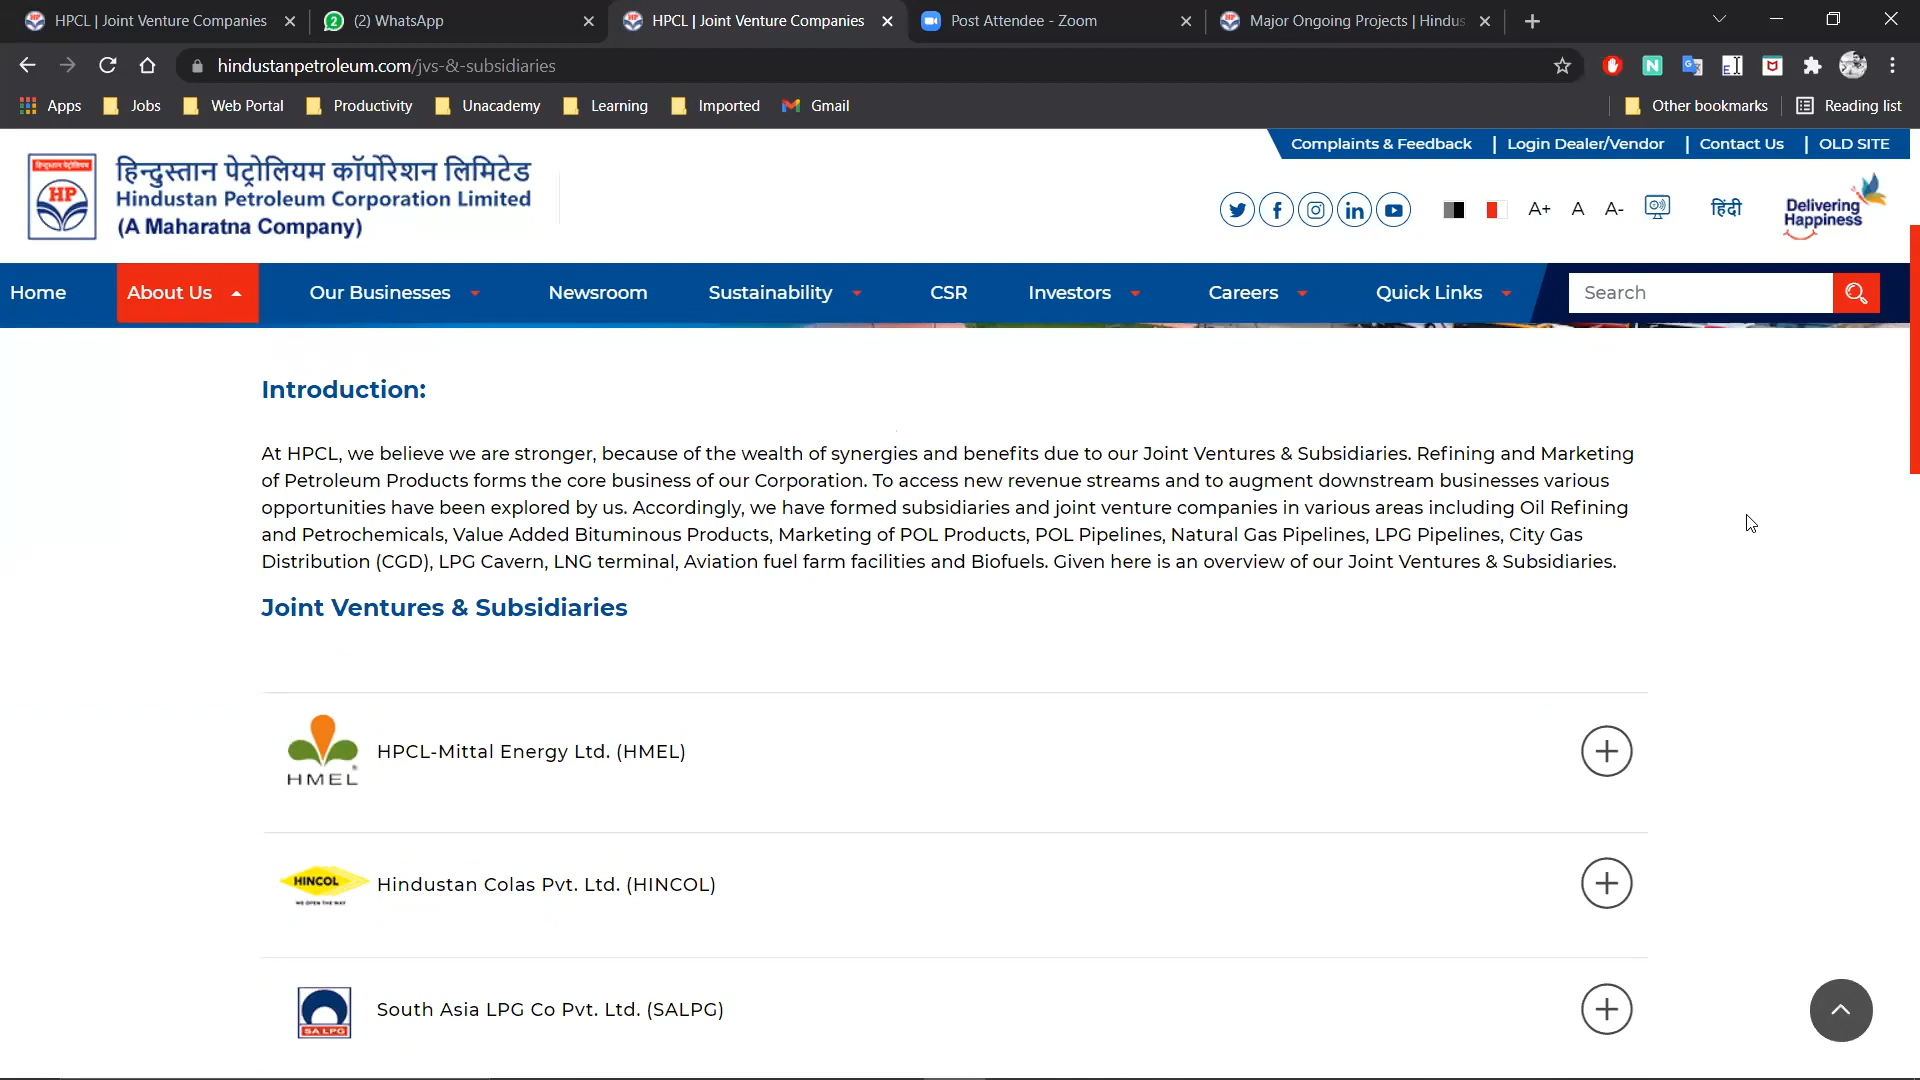 HPCL | Joint Venture Companies
(2) WhatsApp
HPCL | Joint Venture Companies
Post Attendee - Zoom
Major Ongoing Projects | Hindus
hindustanpetroleum.com/jvs-&-subsidiaries
Apps
Jobs
Web Portal
Productivity
Unacademy
Learning
Imported
Gmail
Other bookmarks
Reading list
Complaints & Feedback | Login Dealer/Vendor | Contact Us | OLD SITE
हिन्दुस्तान पेट्रोलियम
HP
हिन्दुस्तान पेट्रोलियम कॉर्पोरेशन लिमिटेड
Hindustan Petroleum Corporation Limited
(A Maharatna Company)
A+ A A-
हिंदी
Delivering
Happiness
Home
About Us
Our Businesses
Newsroom
Sustainability
CSR
Investors
Careers
Quick Links
Search
Introduction:
At HPCL, we believe we are stronger, because of the wealth of synergies and benefits due to our Joint Ventures & Subsidiaries. Refining and Marketing
of Petroleum Products forms the core business of our Corporation. To access new revenue streams and to augment downstream businesses various
opportunities have been explored by us. Accordingly, we have formed subsidiaries and joint venture companies in various areas including Oil Refining
and Petrochemicals, Value Added Bituminous Products, Marketing of POL Products, POL Pipelines, Natural Gas Pipelines, LPG Pipelines, City Gas
Distribution (CGD), LPG Cavern, LNG terminal, Aviation fuel farm facilities and Biofuels. Given here is an overview of our Joint Ventures & Subsidiaries.
Joint Ventures & Subsidiaries
HMEL
HPCL-Mittal Energy Ltd. (HMEL)
HINCOL
WE OPEN THE WAY
Hindustan Colas Pvt. Ltd. (HINCOL)
SA LPG
South Asia LPG Co Pvt. Ltd. (SALPG)